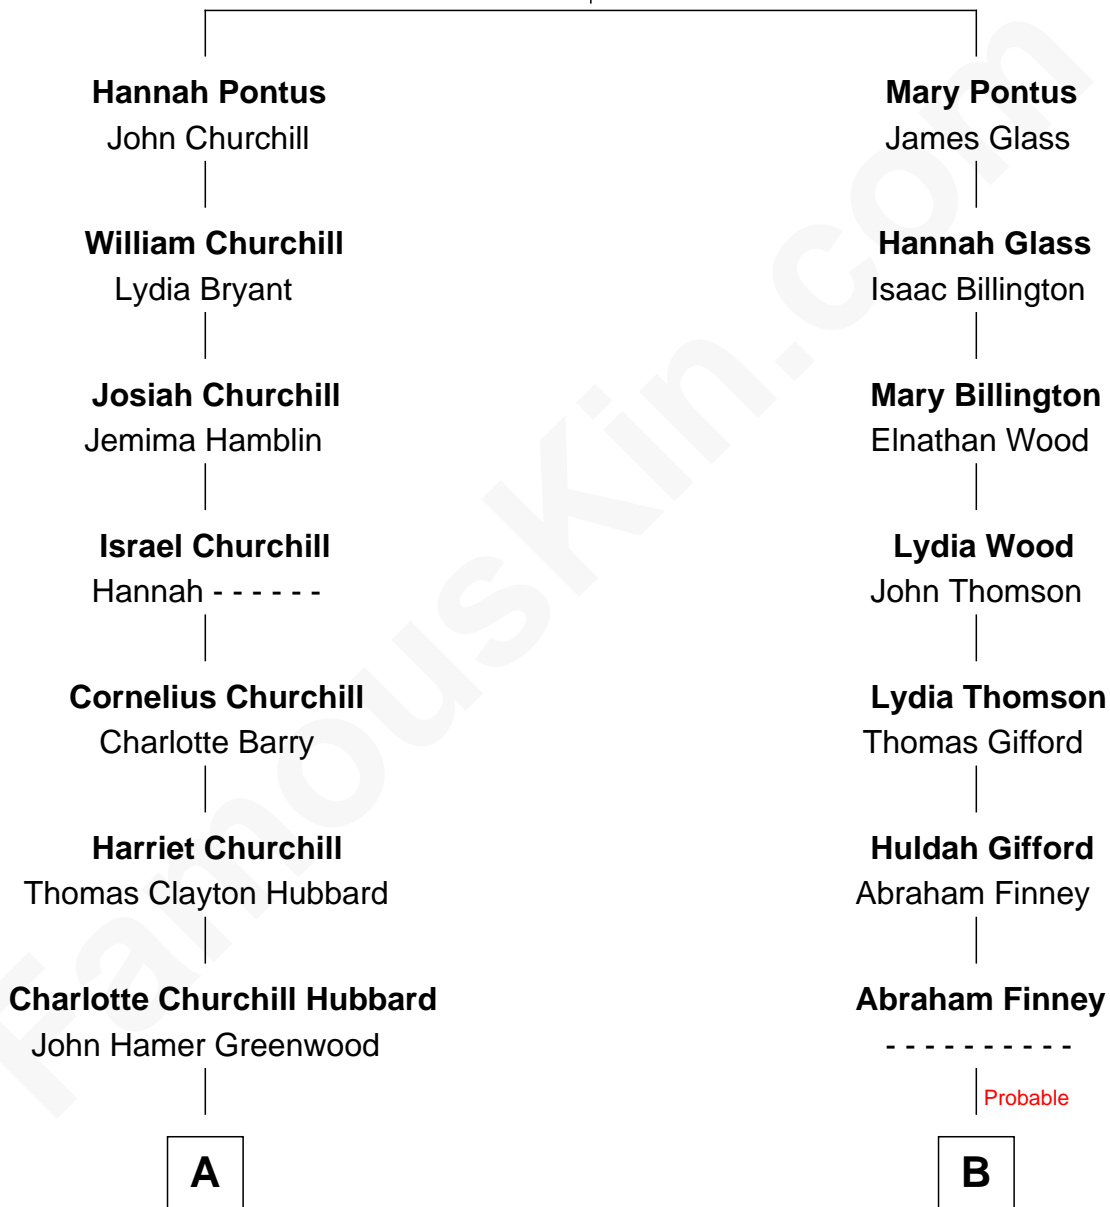 Hannah Pontus
John Churchill
Mary Pontus
James Glass
William Churchill
Lydia Bryant
Hannah Glass
Isaac Billington
Josiah Churchill
Jemima Hamblin
Mary Billington
Elnathan Wood
Israel Churchill
Hannah - - - - - -
Lydia Wood
John Thomson
Cornelius Churchill
Charlotte Barry
Lydia Thomson
Thomas Gifford
Harriet Churchill
Thomas Clayton Hubbard
Huldah Gifford
Abraham Finney
Charlotte Churchill Hubbard
John Hamer Greenwood
Abraham Finney
- - - - - - - - - -
Probable
A
B
FamousKin.com